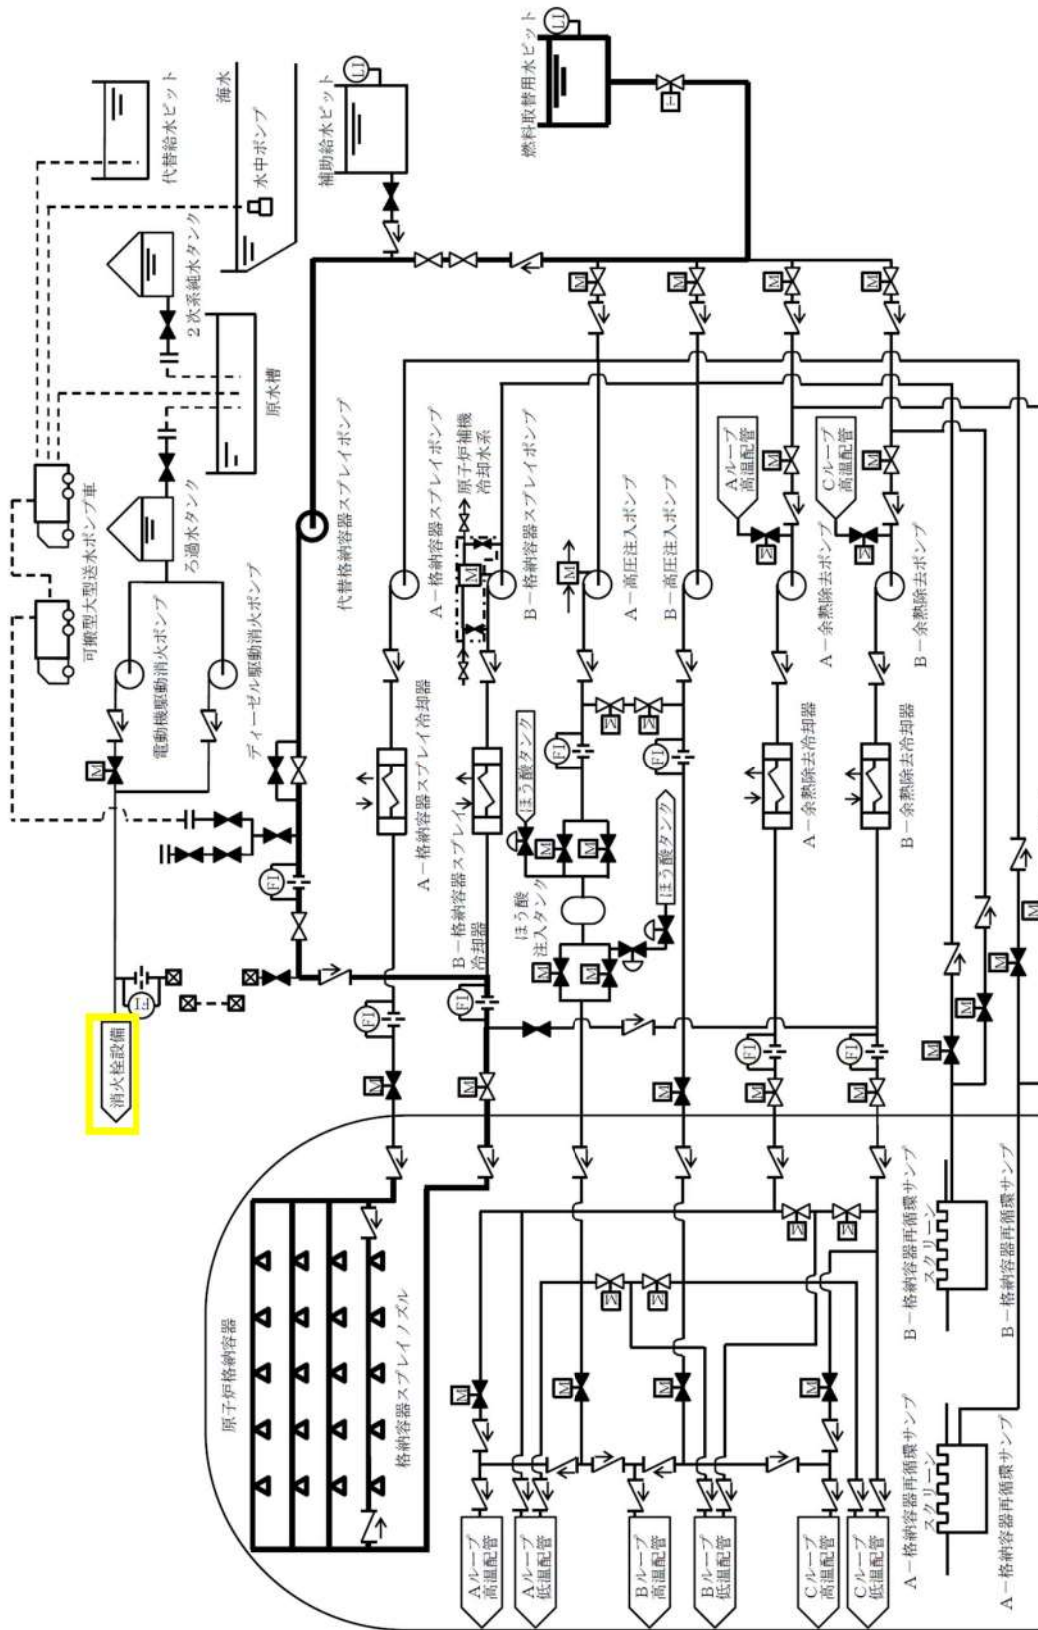 代替給水ピット
海水
水中ポンプ
LI
補助給水ピット
LI
燃料取替用水ピット
2次系純水タンク
原水槽
可搬型大型送水ポンプ車
ろ過水タンク
電動機駆動消火ポンプ
ディーゼル駆動消火ポンプ
M
FI
FI
消火栓設備
代替格納容器スプレイポンプ
A-格納容器スプレイポンプ
原子炉補機
冷却水系
M
B-格納容器スプレイポンプ
M
A-高圧注入ポンプ
B-高圧注入ポンプ
M
M
M
M
Aループ
高温配管
M
M
Cループ
高温配管
M
M
A-余熱除去ポンプ
B-余熱除去ポンプ
A-格納容器スプレイ冷却器
B-格納容器スプレイ
冷却器
FI
FI
M
M
ほう酸タンク
FI
FI
M
M
M
M
ほう酸
注入タンク
ほう酸タンク
M
M
M
A-余熱除去冷却器
B-余熱除去冷却器
FI
FI
M
M
M
M
M
M
原子炉格納容器
格納容器スプレイノズル
M
M
M
M
M
M
M
M
Aループ
高温配管
Aループ
低温配管
Bループ
高温配管
Bループ
低温配管
Cループ
高温配管
Cループ
低温配管
B-格納容器再循環サンプ
スクリーン
B-格納容器再循環サンプ
A-格納容器再循環サンプ
スクリーン
A-格納容器再循環サンプ